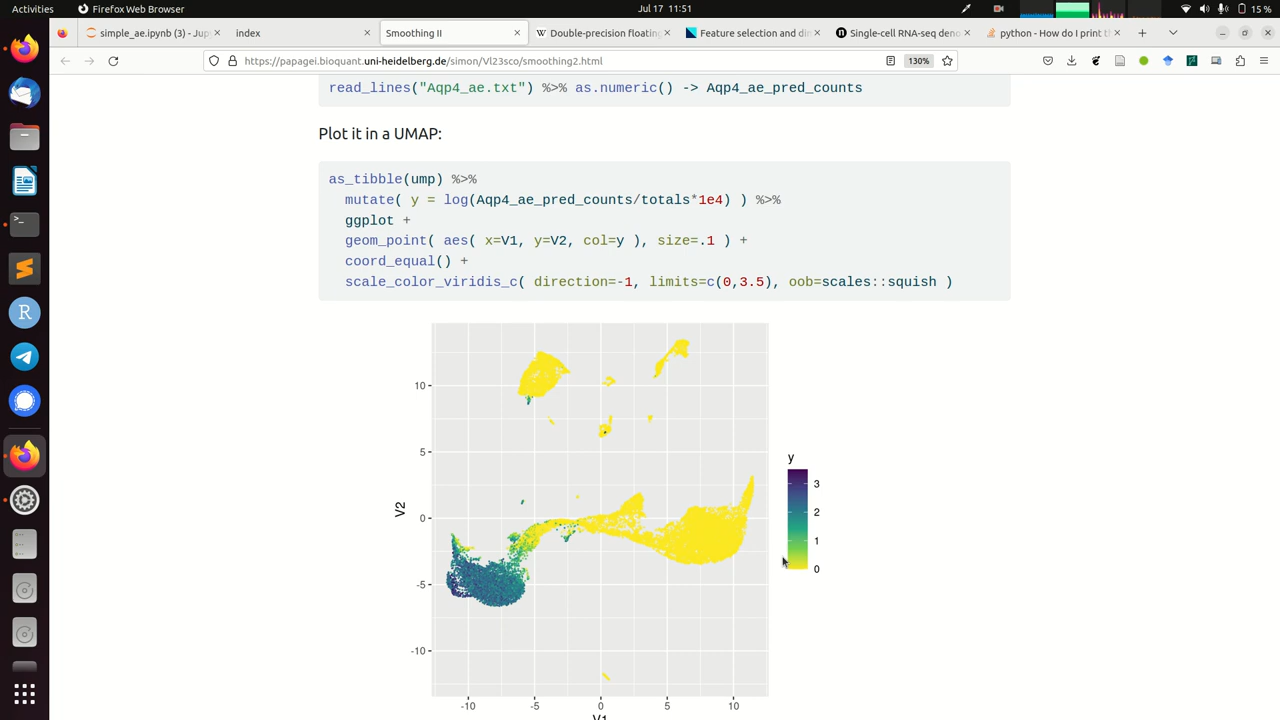 Activities Firefox Web Browser Jul 17 11:51 15 %
simple_ae.ipynb (3) - Jup index Smoothing II Double-precision floating Feature selection and dim Single-cell RNA-seq deno python - How do I print t
https://papagei.bioquant.uni-heidelberg.de/simon/Vl23sco/smoothing2.html 130%
read_lines("Aqp4_ae.txt") %>% as.numeric() -> Aqp4_ae_pred_counts
Plot it in a UMAP:
as_tibble(ump) %>%
mutate( y = log(Aqp4_ae_pred_counts/totals*1e4) ) %>%
ggplot +
geom_point( aes( x=V1, y=V2, col=y ), size=.1 ) +
coord_equal() +
scale_color_viridis_c( direction=-1, limits=c(0,3.5), oob=scales::squish )
10
5
0
-5
-10
V2
-10 -5 0 5 10
V1
y
3
2
1
0